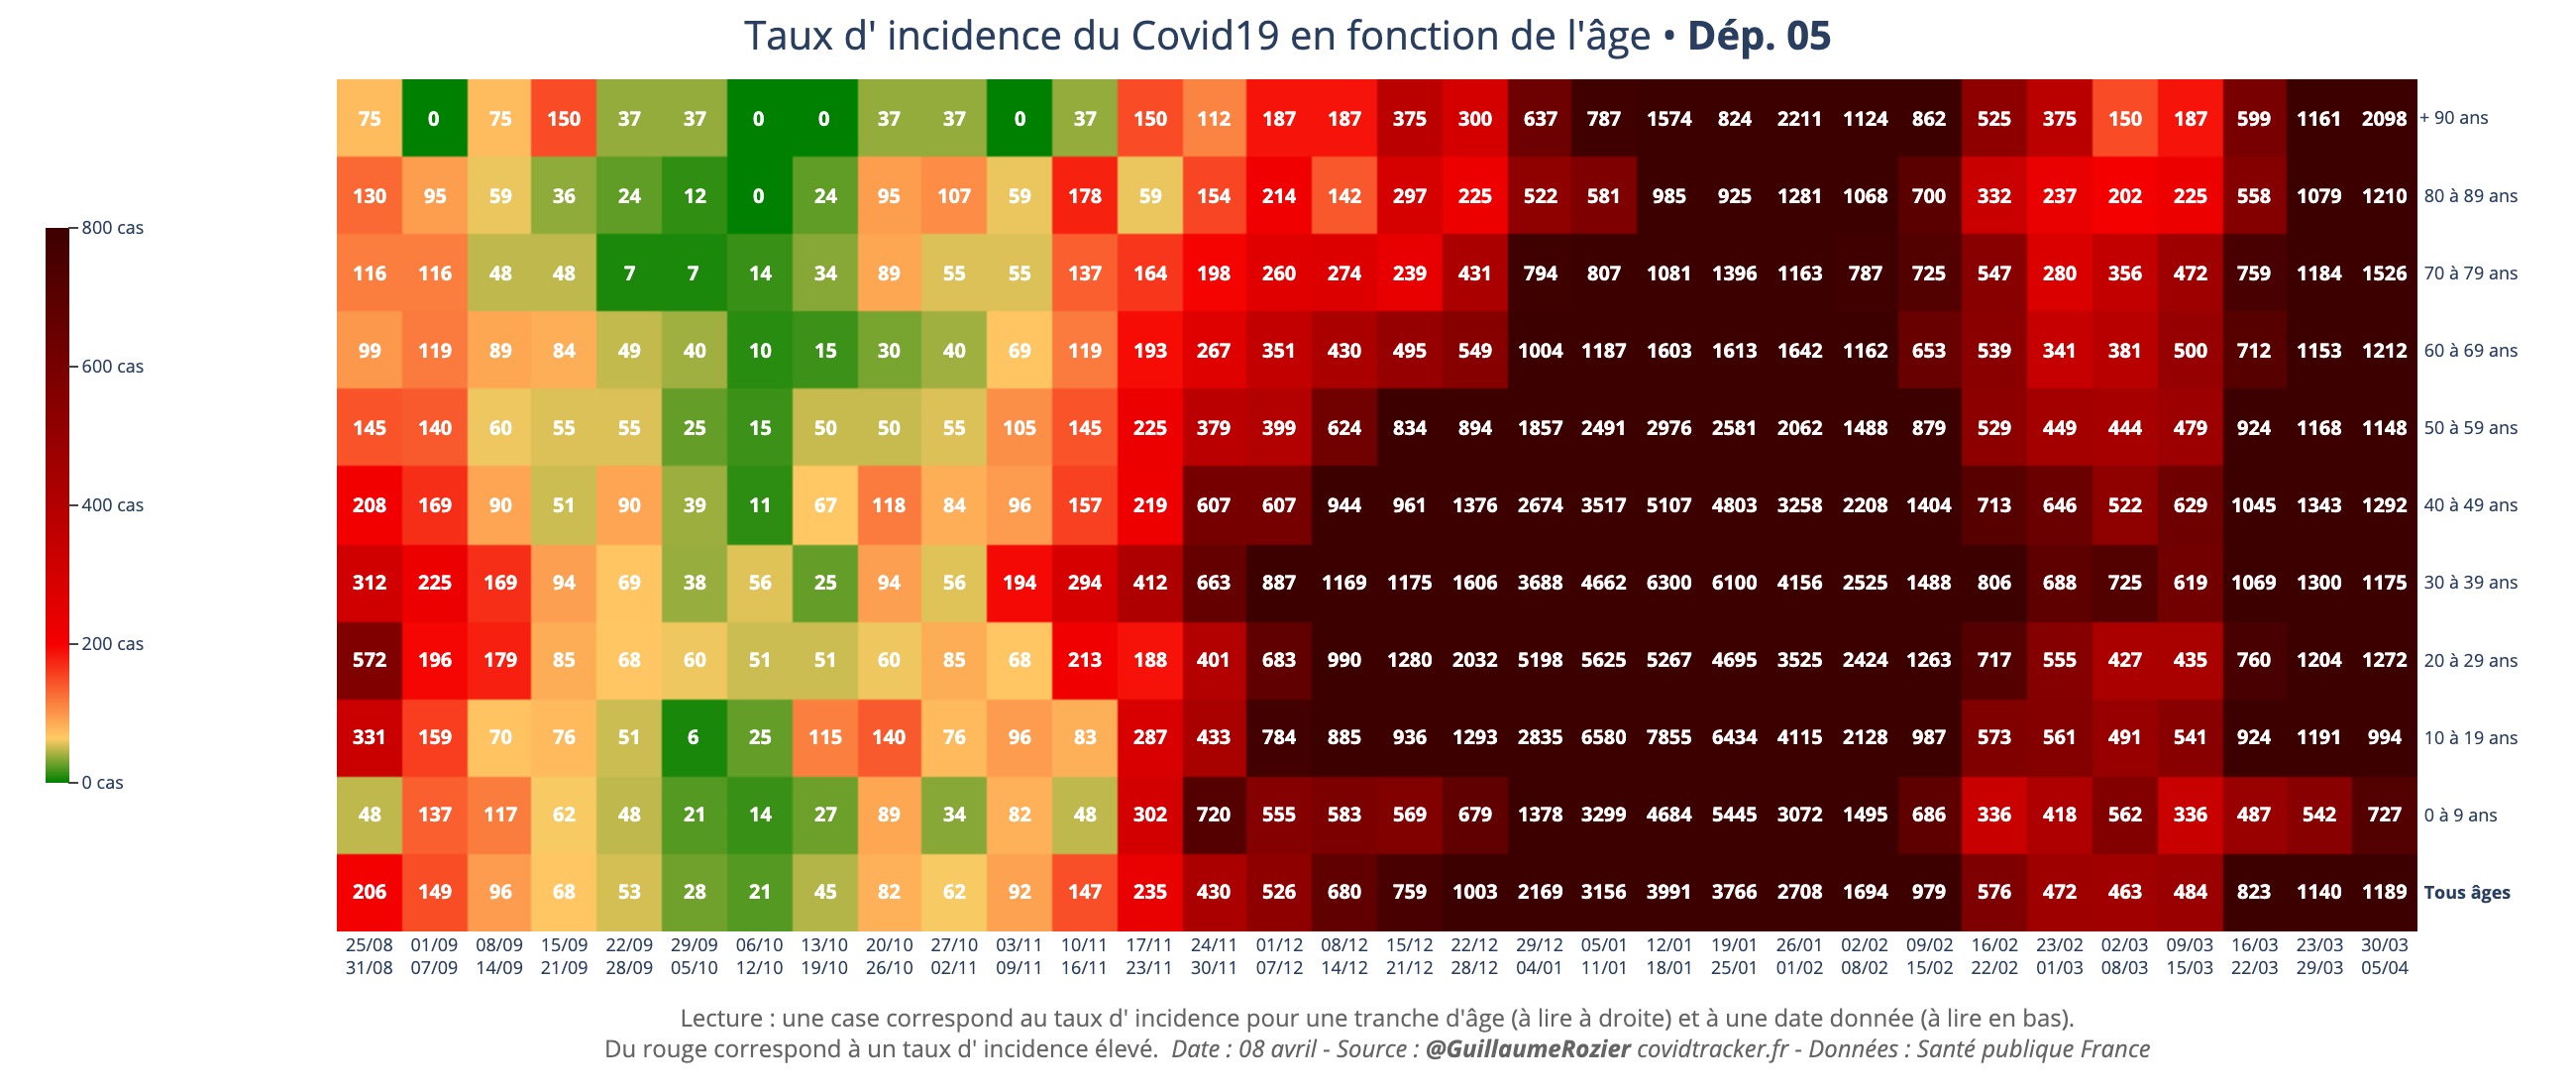 Taux d' incidence du Covid19 en fonction de l'âge • Dép. 05
75 0 75 150 37 37 0 0 37 37 0 37 150 112 187 187 375 300 637 787 1574 824 2211 1124 862 525 375 150 187 599 1161 2098 + 90 ans
130 95 59 36 24 12 0 24 95 107 59 178 59 154 214 142 297 225 522 581 985 925 1281 1068 700 332 237 202 225 558 1079 1210 80 à 89 ans
800 cas
116 116 48 48 7 7 14 34 89 55 55 137 164 198 260 274 239 431 794 807 1081 1396 1163 787 725 547 280 356 472 759 1184 1526 70 à 79 ans
99 119 89 84 49 40 10 15 30 40 69 119 193 267 351 430 495 549 1004 1187 1603 1613 1642 1162 653 539 341 381 500 712 1153 1212 60 à 69 ans
600 cas
145 140 60 55 55 25 15 50 50 55 105 145 225 379 399 624 834 894 1857 2491 2976 2581 2062 1488 879 529 449 444 479 924 1168 1148 50 à 59 ans
400 cas
208 169 90 51 90 39 11 67 118 84 96 157 219 607 607 944 961 1376 2674 3517 5107 4803 3258 2208 1404 713 646 522 629 1045 1343 1292 40 à 49 ans
312 225 169 94 69 38 56 25 94 56 194 294 412 663 887 1169 1175 1606 3688 4662 6300 6100 4156 2525 1488 806 688 725 619 1069 1300 1175 30 à 39 ans
200 cas
572 196 179 85 68 60 51 51 60 85 68 213 188 401 683 990 1280 2032 5198 5625 5267 4695 3525 2424 1263 717 555 427 435 760 1204 1272 20 à 29 ans
331 159 70 76 51 6 25 115 140 76 96 83 287 433 784 885 936 1293 2835 6580 7855 6434 4115 2128 987 573 561 491 541 924 1191 994 10 à 19 ans
0 cas
48 137 117 62 48 21 14 27 89 34 82 48 302 720 555 583 569 679 1378 3299 4684 5445 3072 1495 686 336 418 562 336 487 542 727 0 à 9 ans
206 149 96 68 53 28 21 45 82 62 92 147 235 430 526 680 759 1003 2169 3156 3991 3766 2708 1694 979 576 472 463 484 823 1140 1189 Tous âges
25/08 01/09 08/09 15/09 22/09 29/09 06/10 13/10 20/10 27/10 03/11 10/11 17/11 24/11 01/12 08/12 15/12 22/12 29/12 05/01 12/01 19/01 26/01 02/02 09/02 16/02 23/02 02/03 09/03 16/03 23/03 30/03
31/08 07/09 14/09 21/09 28/09 05/10 12/10 19/10 26/10 02/11 09/11 16/11 23/11 30/11 07/12 14/12 21/12 28/12 04/01 11/01 18/01 25/01 01/02 08/02 15/02 22/02 01/03 08/03 15/03 22/03 29/03 05/04
Lecture : une case correspond au taux d' incidence pour une tranche d'âge (à lire à droite) et à une date donnée (à lire en bas).
Du rouge correspond à un taux d' incidence élevé. Date : 08 avril - Source : @GuillaumeRozier covidtracker.fr - Données : Santé publique France